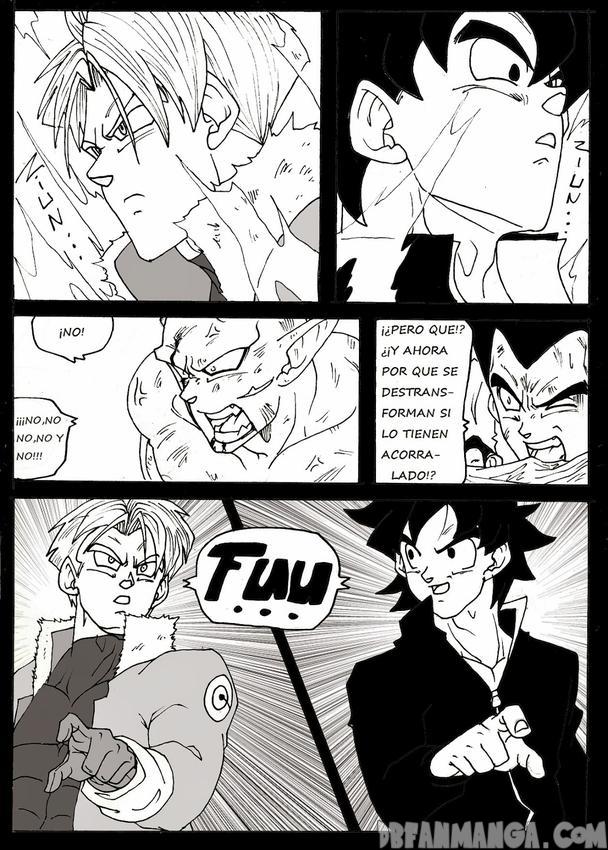 ZIUN...
ZIUN...
¡NO!
¡¡¡NO,NO
NO,NO Y
NO!!!
¡¿PERO QUE!?
¿¡Y AHORA
POR QUE SE
DESTRANS-
FORMAN SI
LO TIENEN
ACORRA-
LADO!?
Fuu
...
DBFANMANGA.COM